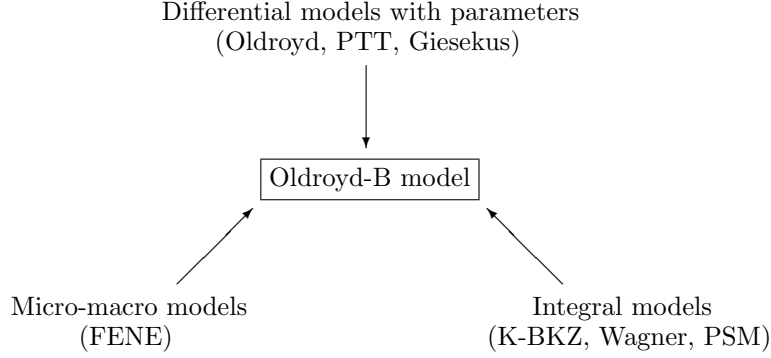 Differential models with parameters
(Oldroyd, PTT, Giesekus)
Oldroyd-B model
Micro-macro models
(FENE)
Integral models
(K-BKZ, Wagner, PSM)